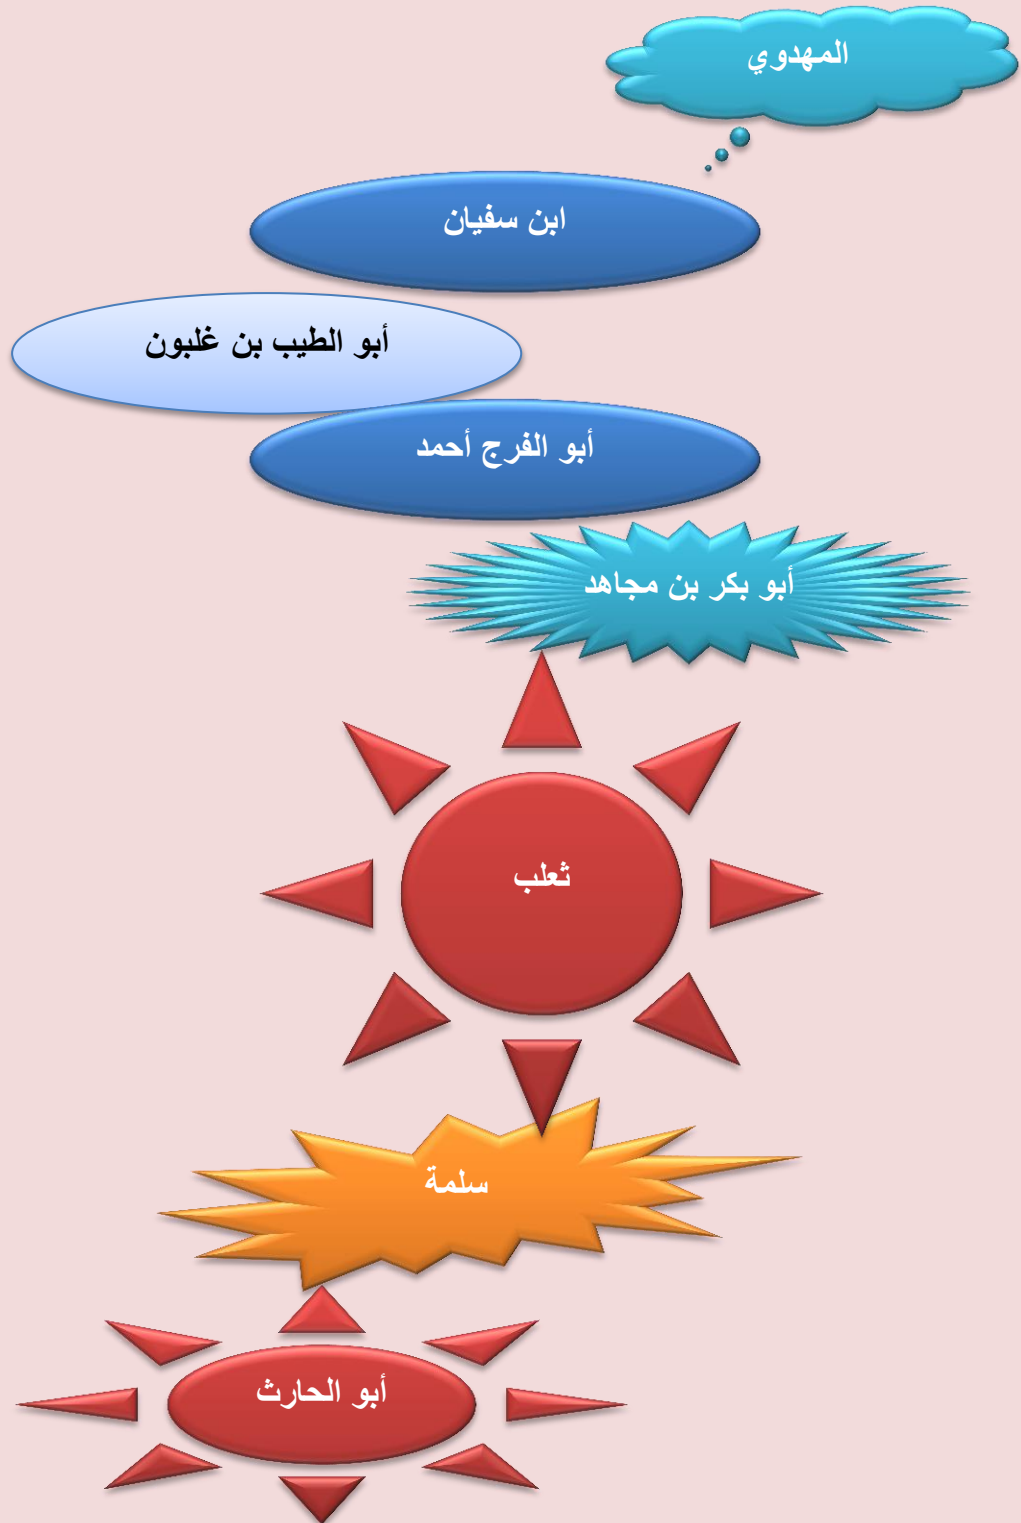 المهدوي
ابن سفيان
أبو الطيب بن غلبون
أبو الفرج أحمد
أبو بكر بن مجاهد
ثعلب
سلمة
أبو الحارث